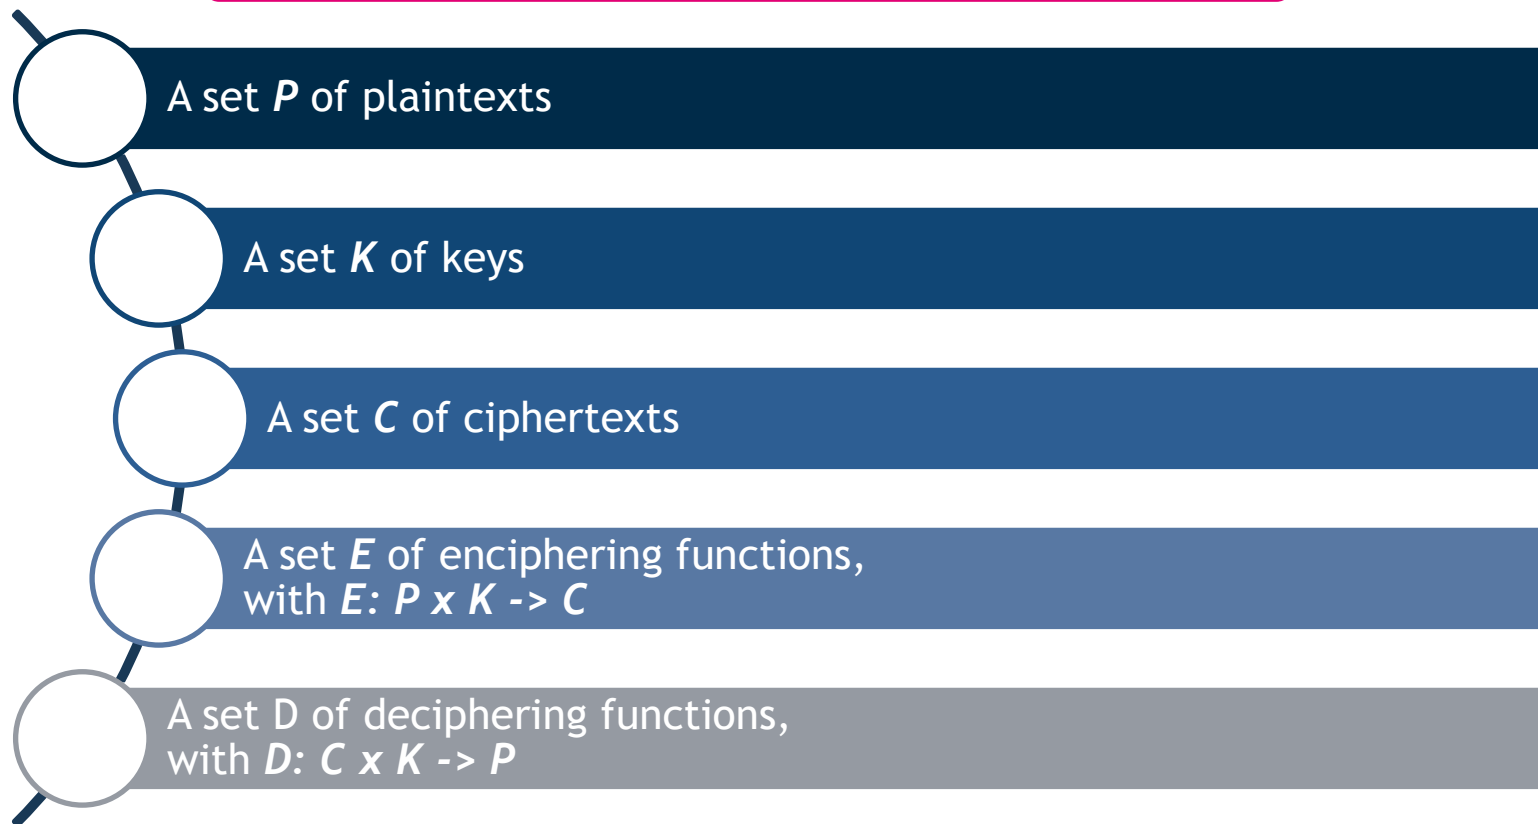 A set P of plaintexts
A set K of keys
A set C of ciphertexts
A set E of enciphering functions,
with E: P x K -> C
A set D of deciphering functions,
with D: C x K -> P